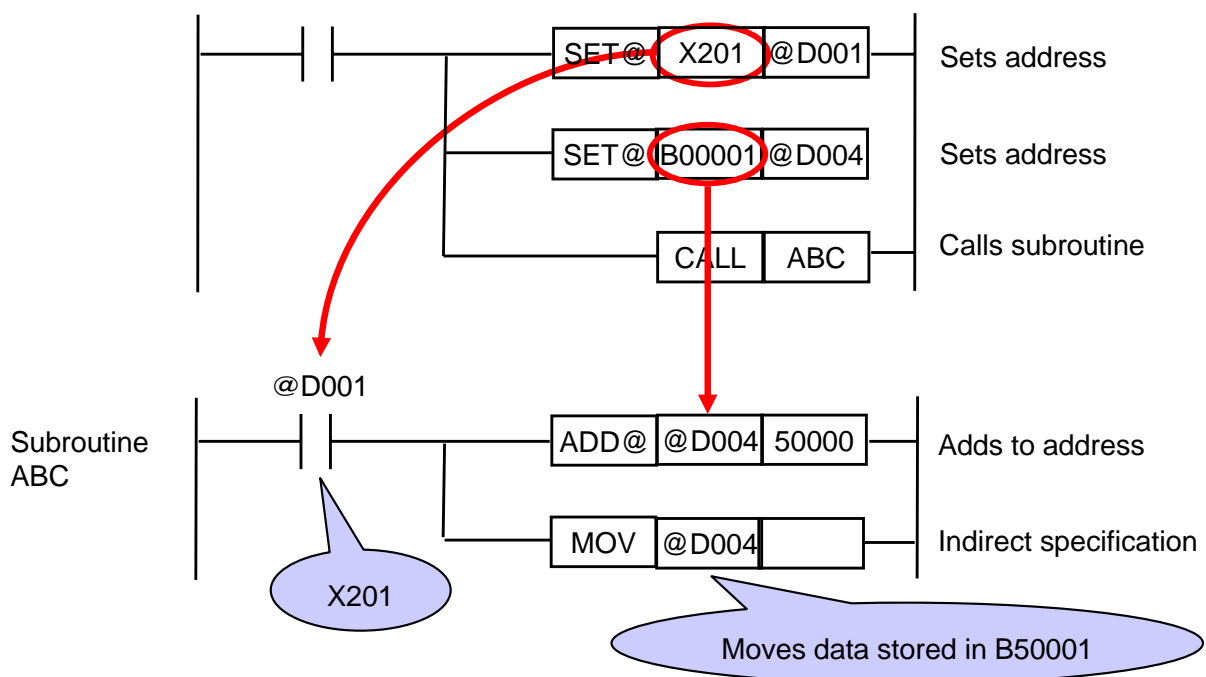 SET@ X201 @D001 Sets address
SET@ B00001 @D004 Sets address
CALL ABC Calls subroutine
@D001
Subroutine
ABC
ADD@ @D004 50000 Adds to address
MOV @D004 Indirect specification
X201
Moves data stored in B50001